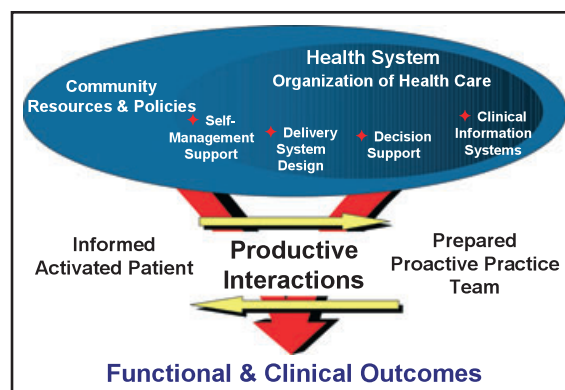 Health System
Organization of Health Care
Community
Resources & Policies
Self-
Management
Support
Delivery
System
Design
Decision
Support
Clinical
Information
Systems
Informed
Activated Patient
Productive
Interactions
Prepared
Proactive Practice
Team
Functional & Clinical Outcomes